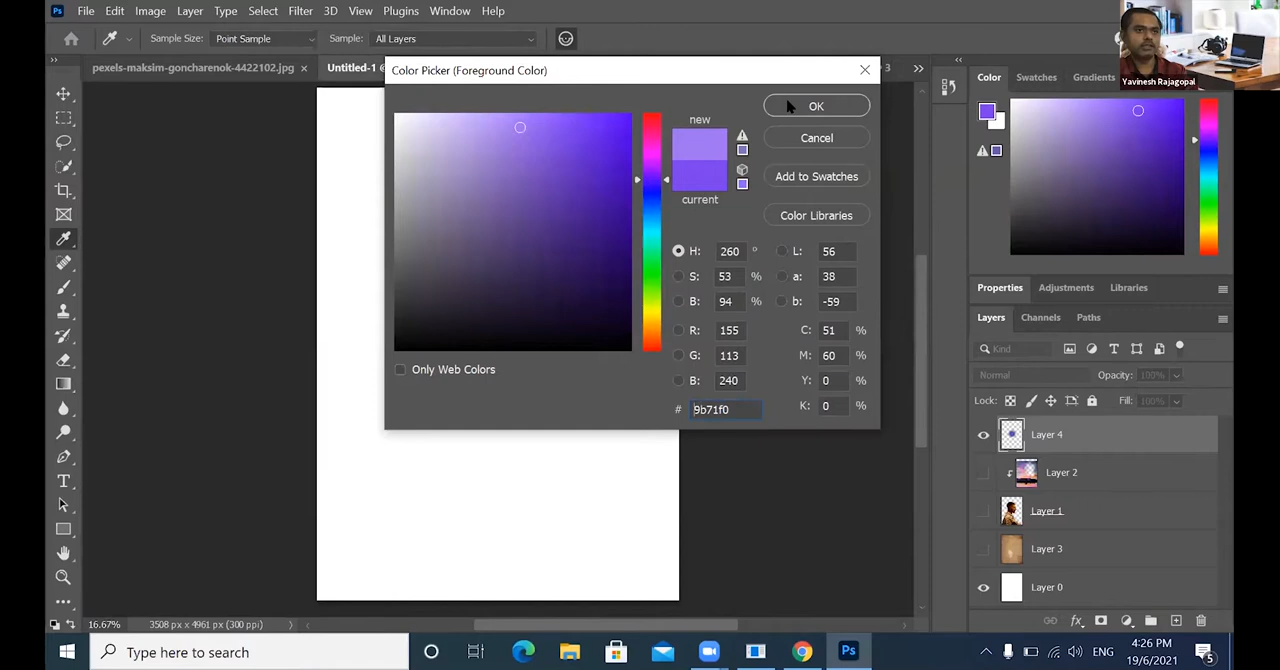 Ps File Edit Image Layer Type Select Filter 3D View Plugins Window Help
Sample Size: Point Sample Sample: All Layers
pexels-maksim-goncharenok-4422102.jpg × Untitled-1 3 »
Color Picker (Foreground Color)
Color Swatches Gradients
Yavinesh Rajagopal
new
OK
Cancel
Add to Swatches
current
Color Libraries
H: 260 ° L: 56
S: 53 % a: 38
B: 94 % b: -59
R: 155 C: 51 %
G: 113 M: 60 %
B: 240 Y: 0 %
# 9b71f0 K: 0 %
Only Web Colors
Properties Adjustments Libraries
Layers Channels Paths
Kind
Normal Opacity: 100%
Lock: Fill: 100%
Layer 4
Layer 2
Layer 1
Layer 3
Layer 0
16.67% 3508 px x 4961 px (300 ppi)
Type here to search
Ps
ENG
4:26 PM
19/6/2021
5